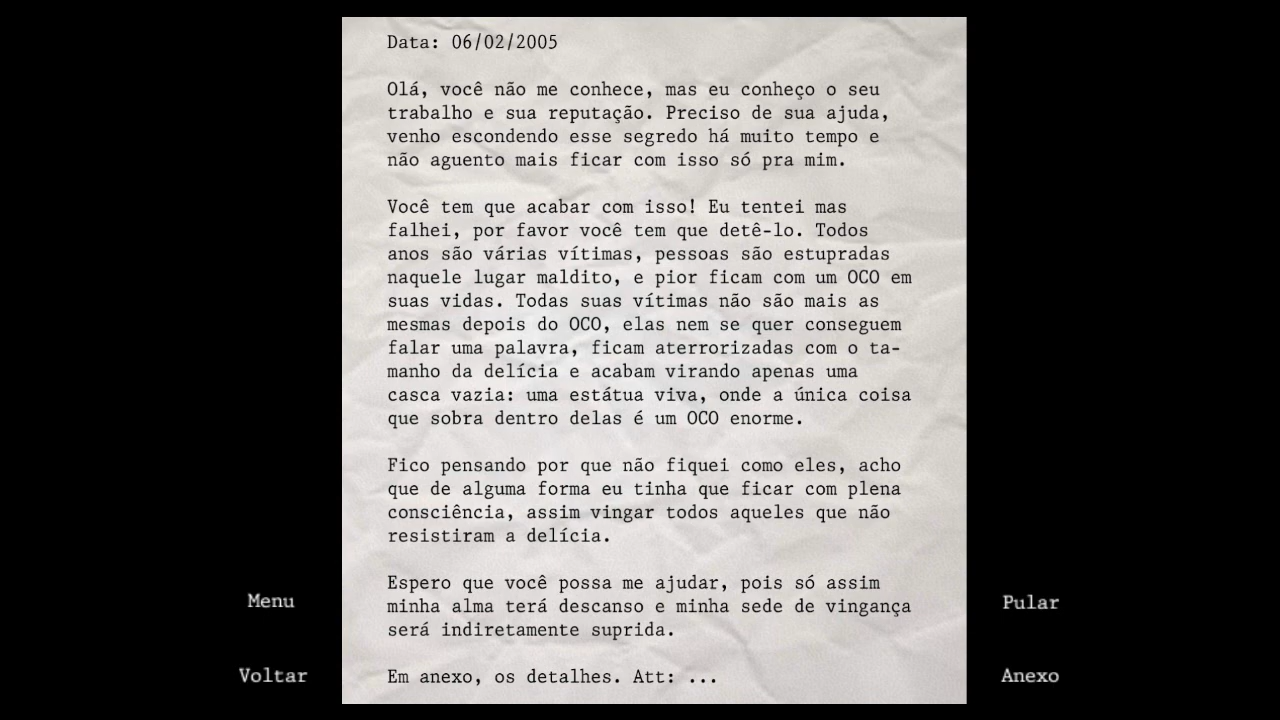 Data: 06/02/2005
Olá, você não me conhece, mas eu conheço o seu
trabalho e sua reputação. Preciso de sua ajuda,
venho escondendo esse segredo há muito tempo e
não aguento mais ficar com isso só pra mim.
Você tem que acabar com isso! Eu tentei mas
falhei, por favor você tem que detê-lo. Todos
anos são várias vítimas, pessoas são estupradas
naquele lugar maldito, e pior ficam com um OCO em
suas vidas. Todas suas vítimas não são mais as
mesmas depois do OCO, elas nem se quer conseguem
falar uma palavra, ficam aterrorizadas com o ta-
manho da delícia e acabam virando apenas uma
casca vazia: uma estátua viva, onde a única coisa
que sobra dentro delas é um OCO enorme.
Fico pensando por que não fiquei como eles, acho
que de alguma forma eu tinha que ficar com plena
consciência, assim vingar todos aqueles que não
resistiram a delícia.
Espero que você possa me ajudar, pois só assim
minha alma terá descanso e minha sede de vingança
será indiretamente suprida.
Em anexo, os detalhes. Att: ...
Menu
Pular
Voltar
Anexo